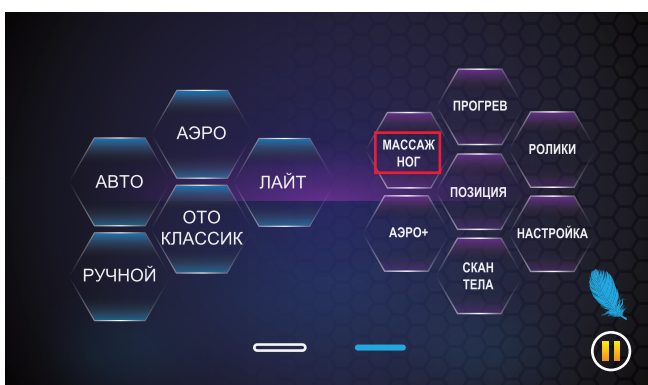 АЭРО
АВТО
ЛАЙТ
ОТО
КЛАССИК
РУЧНОЙ
ПРОГРЕВ
МАССАЖ
НОГ
РОЛИКИ
ПОЗИЦИЯ
АЭРО+
НАСТРОЙКА
СКАН
ТЕЛА